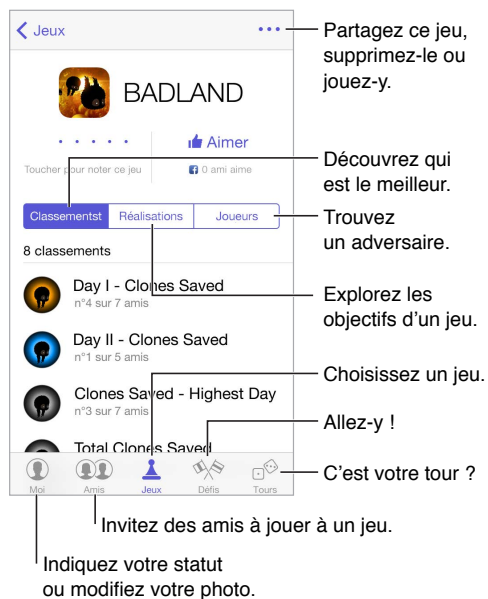 Jeux
BADLAND
Aimer
Toucher pour noter ce jeu
0 ami aime
Classementst
Réalisations
Joueurs
8 classements
Day I - Clones Saved
n°4 sur 7 amis
Day II - Clones Saved
n°1 sur 5 amis
Clones Saved - Highest Day
n°3 sur 7 amis
Total Clones Saved
Moi
Amis
Jeux
Défis
Tours
Partagez ce jeu,
supprimez-le ou
jouez-y.
Découvrez qui
est le meilleur.
Trouvez
un adversaire.
Explorez les
objectifs d’un jeu.
Choisissez un jeu.
Allez-y !
C’est votre tour ?
Invitez des amis à jouer à un jeu.
Indiquez votre statut
ou modifiez votre photo.